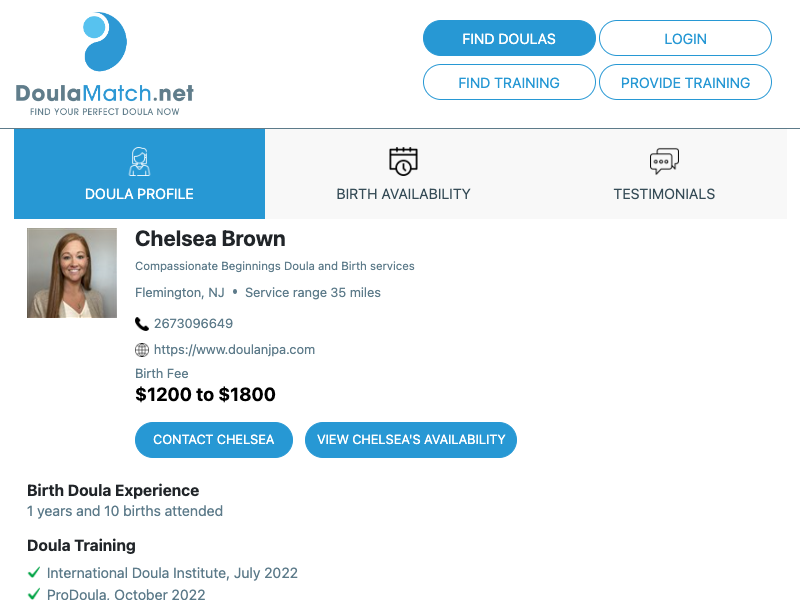 DoulaMatch.net
FIND YOUR PERFECT DOULA NOW
FIND DOULAS
LOGIN
FIND TRAINING
PROVIDE TRAINING
DOULA PROFILE
BIRTH AVAILABILITY
TESTIMONIALS
Chelsea Brown
Compassionate Beginnings Doula and Birth services
Flemington, NJ • Service range 35 miles
2673096649
https://www.doulanjpa.com
Birth Fee
$1200 to $1800
CONTACT CHELSEA
VIEW CHELSEA'S AVAILABILITY
Birth Doula Experience
1 years and 10 births attended
Doula Training
International Doula Institute, July 2022
ProDoula, October 2022